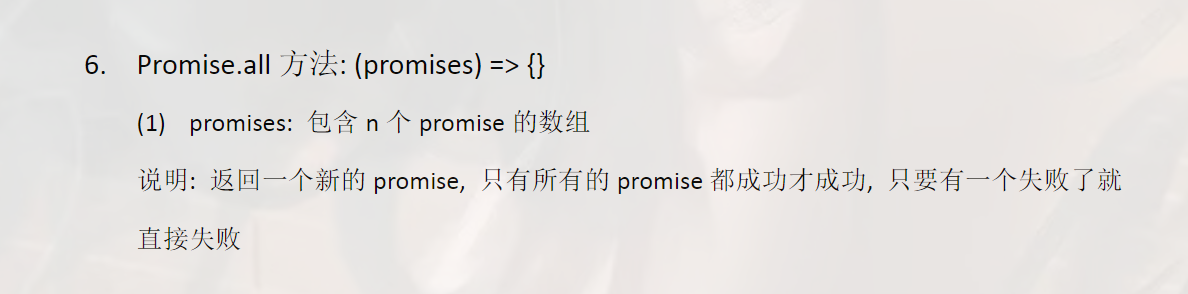 6. Promise.all 方法: (promises) => {}
(1) promises: 包含 n 个 promise 的数组
说明: 返回一个新的 promise, 只有所有的 promise 都成功才成功, 只要有一个失败了就
直接失败